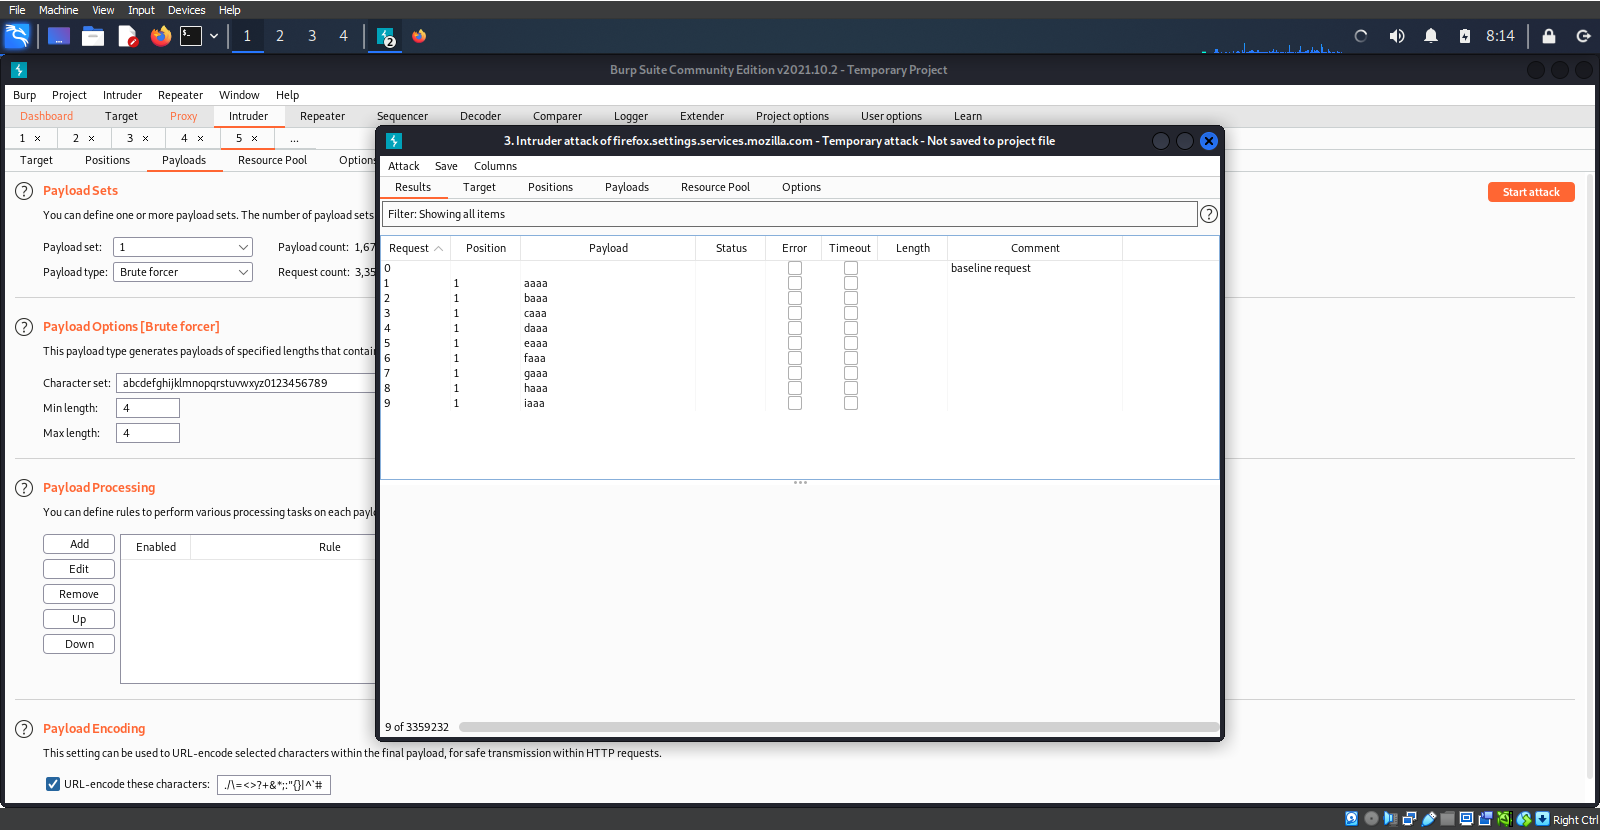 File Machine View Input Devices Help
1 2 3 4 2 8:14
Burp Suite Community Edition v2021.10.2 - Temporary Project
Burp Project Intruder Repeater Window Help
Dashboard Target Proxy Intruder Repeater Sequencer Decoder Comparer Logger Extender Project options User options Learn
1 × 2 × 3 × 4 × 5 × ...
Target Positions Payloads Resource Pool Options
? Payload Sets
Start attack
You can define one or more payload sets. The number of payload sets
Payload set: 1 Payload count: 1,67
Payload type: Brute forcer Request count: 3,35
? Payload Options [Brute forcer]
This payload type generates payloads of specified lengths that contain
Character set: abcdefghijklmnopqrstuvwxyz0123456789
Min length: 4
Max length: 4
? Payload Processing
You can define rules to perform various processing tasks on each paylo
Add Enabled Rule
Edit
Remove
Up
Down
? Payload Encoding
This setting can be used to URL-encode selected characters within the final payload, for safe transmission within HTTP requests.
URL-encode these characters: ./\=<>?+&*;:"{}|^`#
3. Intruder attack of firefox.settings.services.mozilla.com - Temporary attack - Not saved to project file
Attack Save Columns
Results Target Positions Payloads Resource Pool Options
Filter: Showing all items ?
Request Position Payload Status Error Timeout Length Comment
0 baseline request
1 1 aaaa
2 1 baaa
3 1 caaa
4 1 daaa
5 1 eaaa
6 1 faaa
7 1 gaaa
8 1 haaa
9 1 iaaa
9 of 3359232
Right Ctrl